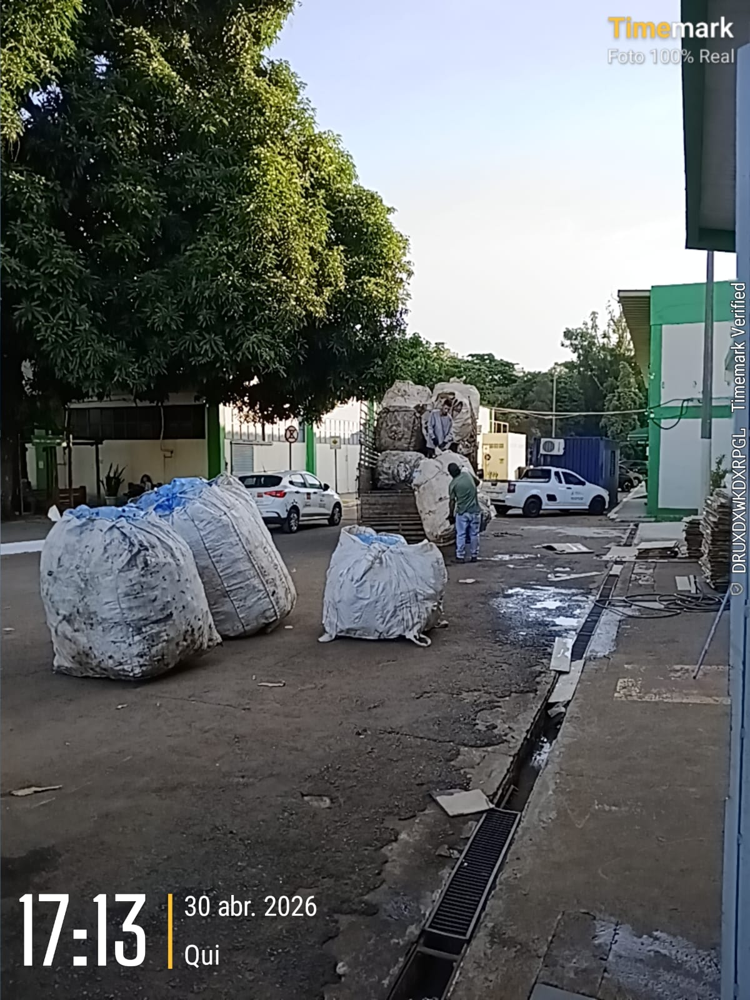 Timemark
Foto 100% Real
DRUXDXWKDXRPGL Timemark Verified
17:13
30 abr. 2026
Qui